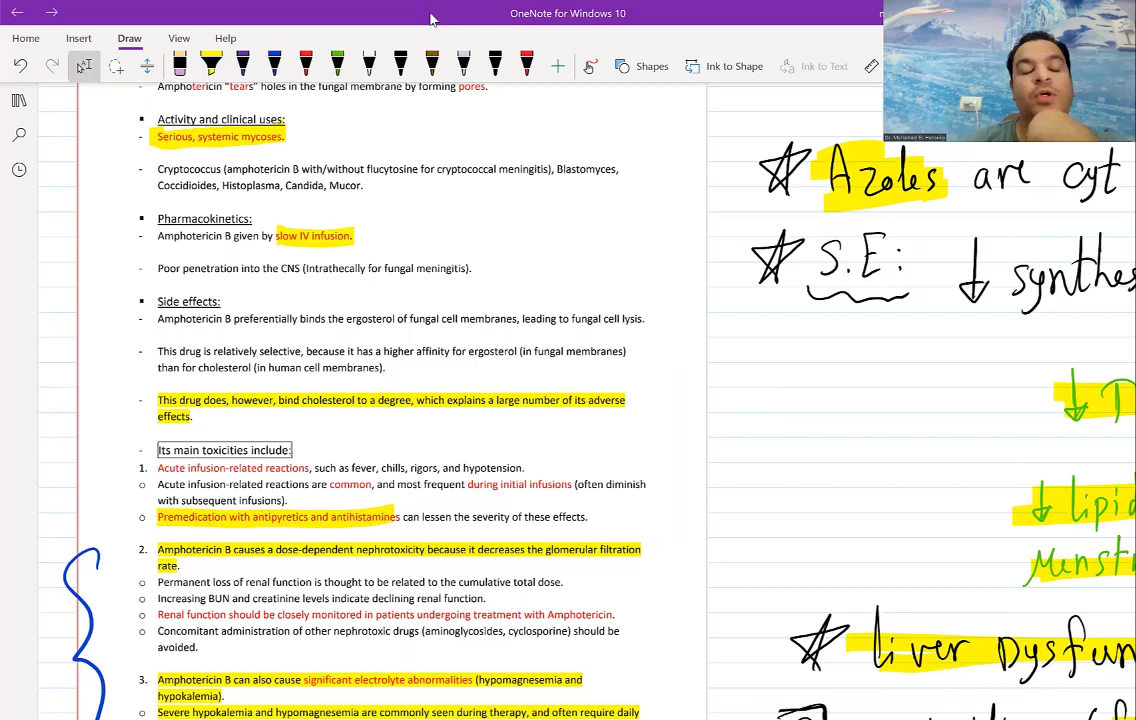 OneNote for Windows 10
Home Insert Draw View Help
Shapes Ink to Shape Ink to Text
Dr. Mohamed EL Husseiny
- Amphotericin "tears" holes in the fungal membrane by forming pores.
▪ Activity and clinical uses:
- Serious, systemic mycoses.
- Cryptococcus (amphotericin B with/without flucytosine for cryptococcal meningitis), Blastomyces,
Coccidioides, Histoplasma, Candida, Mucor.
▪ Pharmacokinetics:
- Amphotericin B given by slow IV infusion.
- Poor penetration into the CNS (Intrathecally for fungal meningitis).
▪ Side effects:
- Amphotericin B preferentially binds the ergosterol of fungal cell membranes, leading to fungal cell lysis.
- This drug is relatively selective, because it has a higher affinity for ergosterol (in fungal membranes)
than for cholesterol (in human cell membranes).
- This drug does, however, bind cholesterol to a degree, which explains a large number of its adverse
effects.
- Its main toxicities include:
1. Acute infusion-related reactions, such as fever, chills, rigors, and hypotension.
o Acute infusion-related reactions are common, and most frequent during initial infusions (often diminish
with subsequent infusions).
o Premedication with antipyretics and antihistamines can lessen the severity of these effects.
2. Amphotericin B causes a dose-dependent nephrotoxicity because it decreases the glomerular filtration
rate.
o Permanent loss of renal function is thought to be related to the cumulative total dose.
o Increasing BUN and creatinine levels indicate declining renal function.
o Renal function should be closely monitored in patients undergoing treatment with Amphotericin.
o Concomitant administration of other nephrotoxic drugs (aminoglycosides, cyclosporine) should be
avoided.
3. Amphotericin B can also cause significant electrolyte abnormalities (hypomagnesemia and
hypokalemia).
o Severe hypokalemia and hypomagnesemia are commonly seen during therapy, and often require daily
Azoles are cyt
S.E: ↓ synthes
↓
↓ lipid
Menst
Liver Dysfun